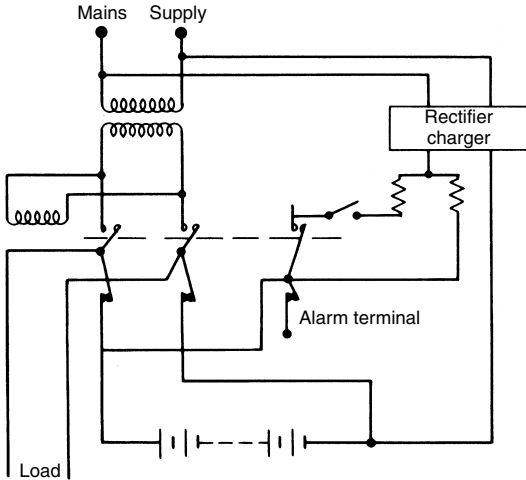 Mains Supply
Rectifier
charger
Alarm terminal
Load